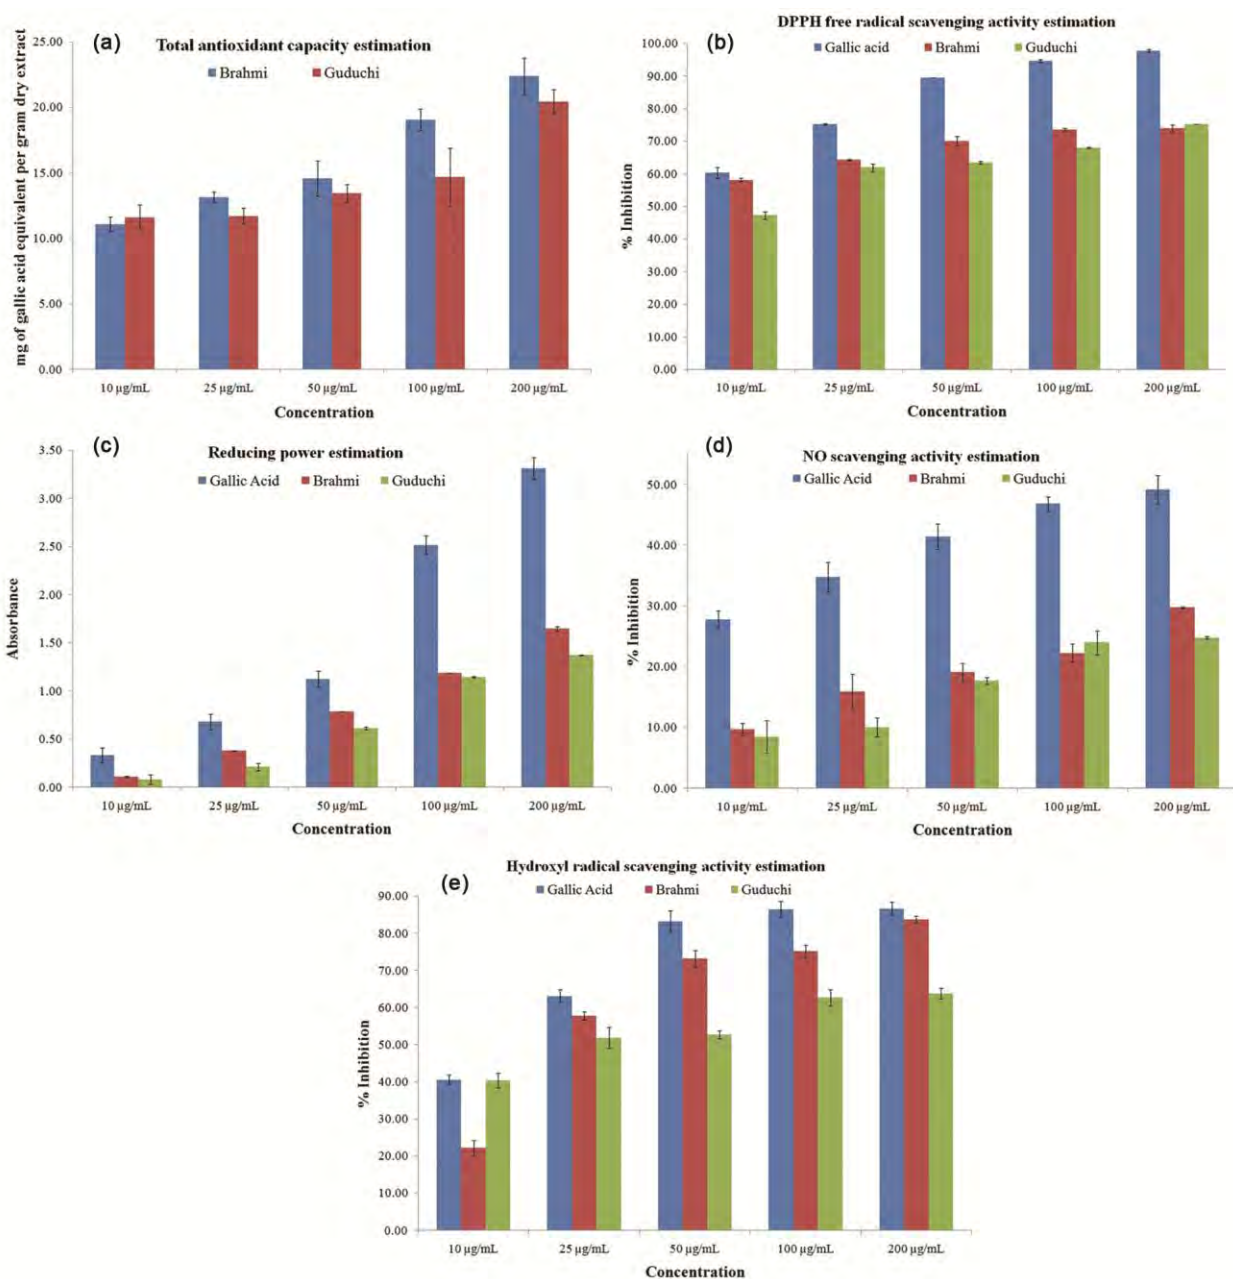 (a) Total antioxidant capacity estimation
Brahmi Guduchi
mg of gallic acid equivalent per gram dry extract
25.00
20.00
15.00
10.00
5.00
0.00
10 µg/mL 25 µg/mL 50 µg/mL 100 µg/mL 200 µg/mL
Concentration
DPPH free radical scavenging activity estimation
(b) Gallic acid Brahmi Guduchi
% Inhibition
100.00
90.00
80.00
70.00
60.00
50.00
40.00
30.00
20.00
10.00
0.00
10 µg/mL 25 µg/mL 50 µg/mL 100 µg/mL 200 µg/mL
Concentration
(c) Reducing power estimation
Gallic Acid Brahmi Guduchi
Absorbance
3.50
3.00
2.50
2.00
1.50
1.00
0.50
0.00
10 µg/mL 25 µg/mL 50 µg/mL 100 µg/mL 200 µg/mL
Concentration
(d) NO scavenging activity estimation
Gallic Acid Brahmi Guduchi
% Inhibition
50.00
40.00
30.00
20.00
10.00
0.00
10 µg/mL 25 µg/mL 50 µg/mL 100 µg/mL 200 µg/mL
Concentration
Hydroxyl radical scavenging activity estimation
(e) Gallic Acid Brahmi Guduchi
% Inhibition
90.00
80.00
70.00
60.00
50.00
40.00
30.00
20.00
10.00
0.00
10 µg/mL 25 µg/mL 50 µg/mL 100 µg/mL 200 µg/mL
Concentration